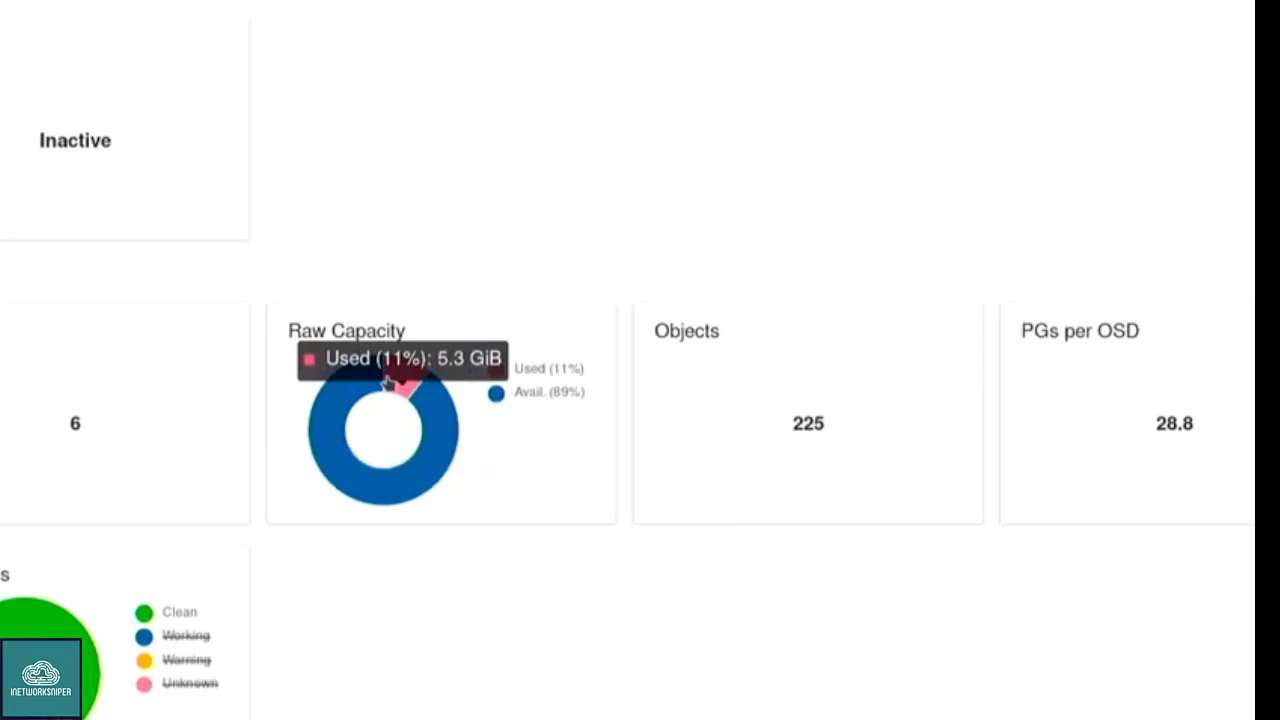 Inactive
Raw Capacity
Used (11%): 5.3 GiB
Used (11%)
Avail. (89%)
Objects
PGs per OSD
6
225
28.8
s
Clean
Working
Warning
Unknown
INETWORKSNIPER